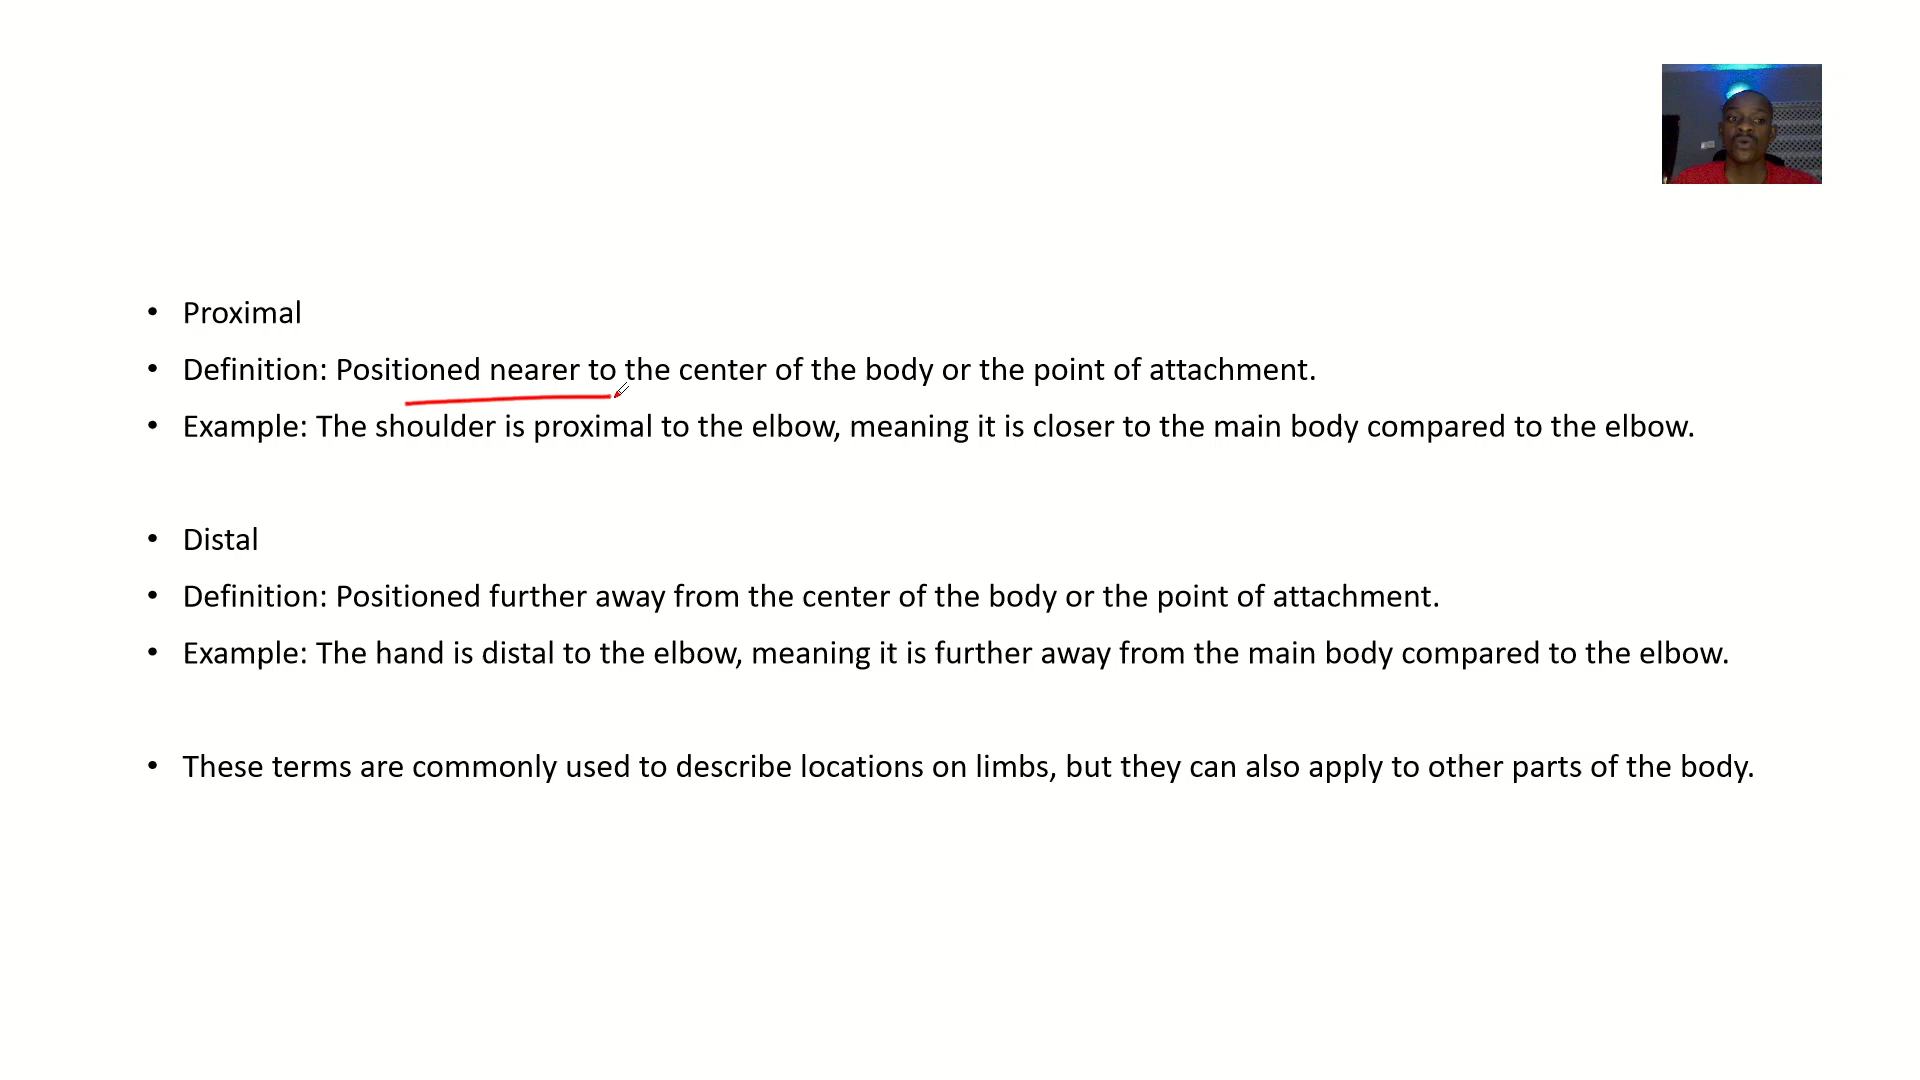 • Proximal
• Definition: Positioned nearer to the center of the body or the point of attachment.
• Example: The shoulder is proximal to the elbow, meaning it is closer to the main body compared to the elbow.
• Distal
• Definition: Positioned further away from the center of the body or the point of attachment.
• Example: The hand is distal to the elbow, meaning it is further away from the main body compared to the elbow.
• These terms are commonly used to describe locations on limbs, but they can also apply to other parts of the body.